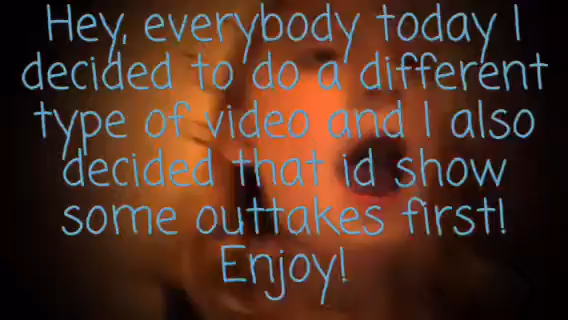 Hey, everybody today I
decided to do a different
type of video and I also
decided that id show
some outtakes first!
Enjoy!